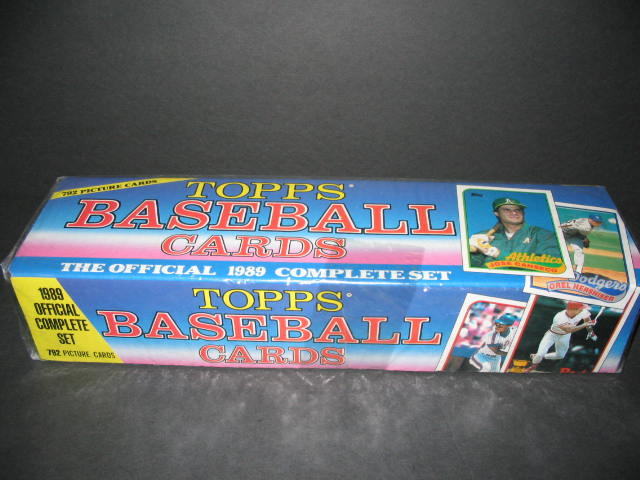 792 PICTURE CARDS
TOPPS
BASEBALL
CARDS
THE OFFICIAL 1989 COMPLETE SET
Topps
Athletics
JOSE CANSECO
Dodgers
OREL HERSHISER
1989
OFFICIAL
COMPLETE
SET
792 PICTURE CARDS
TOPPS
BASEBALL
CARDS